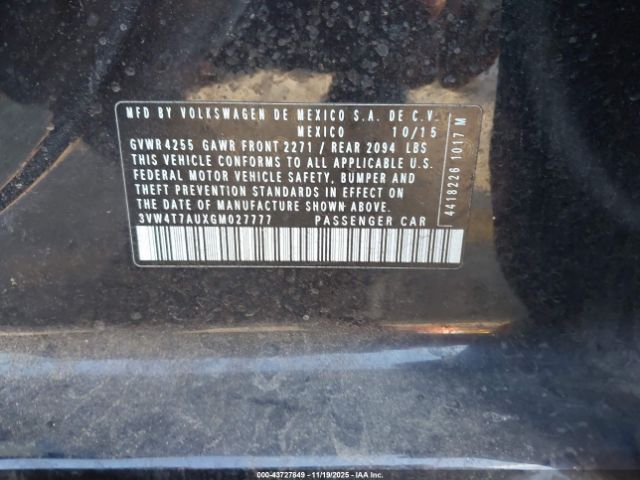 MFD BY VOLKSWAGEN DE MEXICO S.A. DE C.V.
MEXICO 10/15
GVWR 4255 GAWR FRONT 2271 / REAR 2094 LBS
THIS VEHICLE CONFORMS TO ALL APPLICABLE U.S.
FEDERAL MOTOR VEHICLE SAFETY, BUMPER AND
THEFT PREVENTION STANDARDS IN EFFECT ON
THE DATE OF MANUFACTURE SHOWN ABOVE.
3VW4T7AUXGM027777 PASSENGER CAR
4418226 1017 M
000-43727849 - 11/19/2025 - IAAI.COM